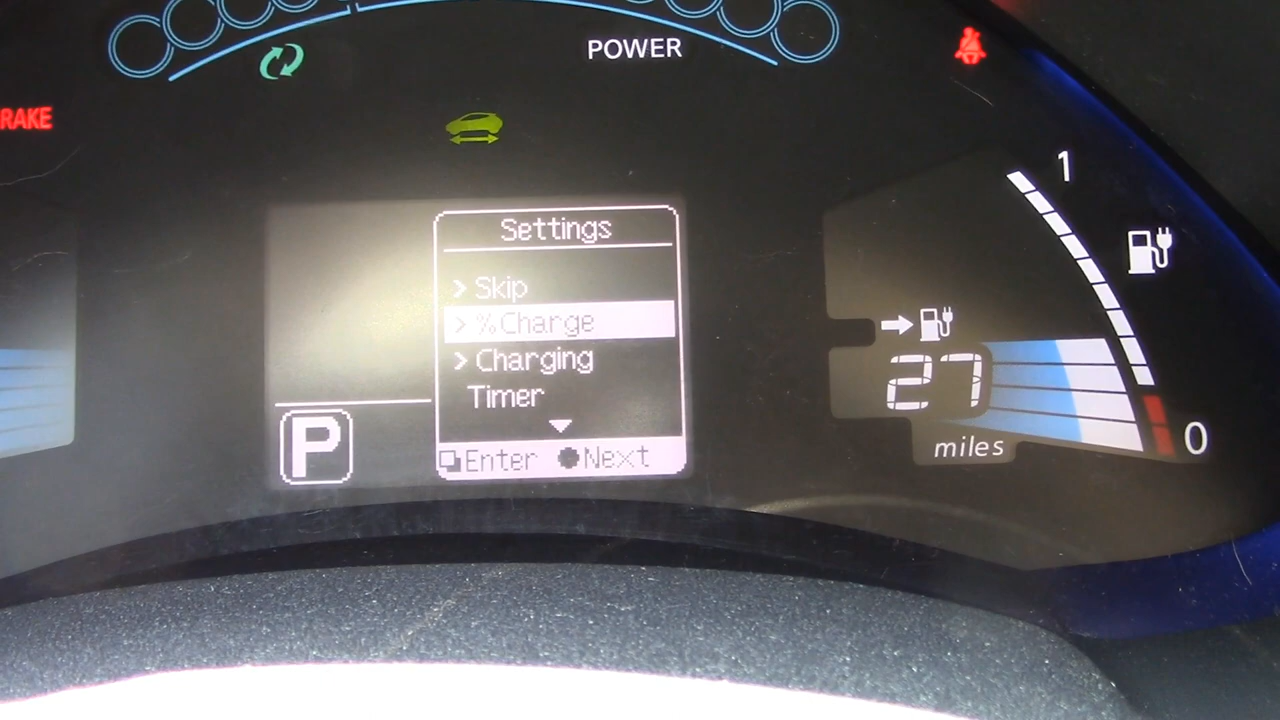 POWER
RAKE
1
Settings
> Skip
> %Charge
> Charging
Timer
Enter Next
P
27
miles
0